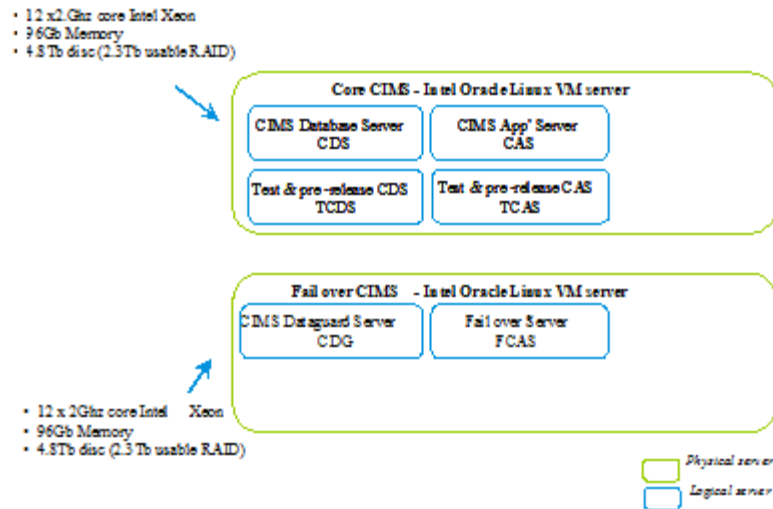 • 12 x2.Ghz core Intel Xeon
• 96Gb Memory
• 4.8Tb disc (2.3Tb usable RAID)
Core CIMS - Intel Oracle Linux VM server
CIMS Database Server
CDS
CIMS App' Server
CAS
Test & pre-release CDS
TCDS
Test & pre-release CAS
TCAS
Fail over CIMS - Intel Oracle Linux VM server
CIMS Dataguard Server
CDG
Fail over Server
FCAS
• 12 x 2Ghz core Intel Xeon
• 96Gb Memory
• 4.8Tb disc (2.3Tb usable RAID)
Physical server
Logical server